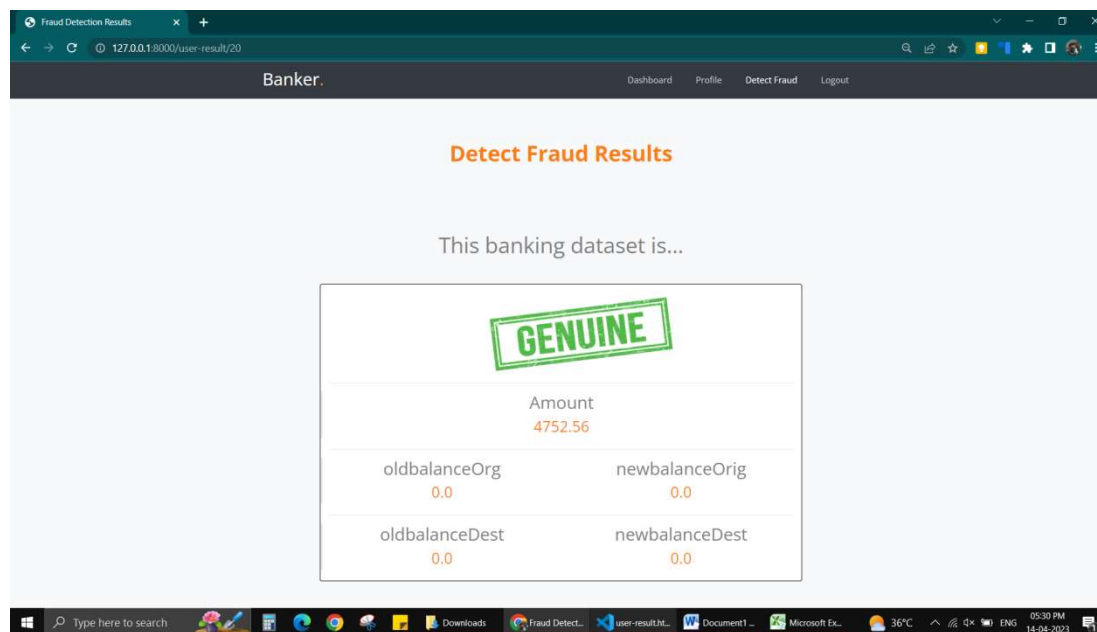 Fraud Detection Results
127.0.0.1:8000/user-result/20
Banker.
Dashboard Profile Detect Fraud Logout
Detect Fraud Results
This banking dataset is...
GENUINE
Amount
4752.56
oldbalanceOrg newbalanceOrig
0.0 0.0
oldbalanceDest newbalanceDest
0.0 0.0
Type here to search Downloads Fraud Detect... user-result.ht... Document1 - ... Microsoft Ex... 36°C ENG 05:30 PM
14-04-2023